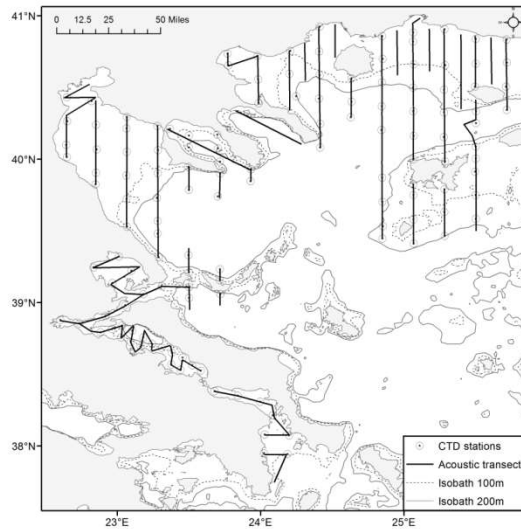 41°N
0 12.5 25 50 Miles
40°N
39°N
38°N
CTD stations
Acoustic transect
Isobath 100m
Isobath 200m
23°E 24°E 25°E